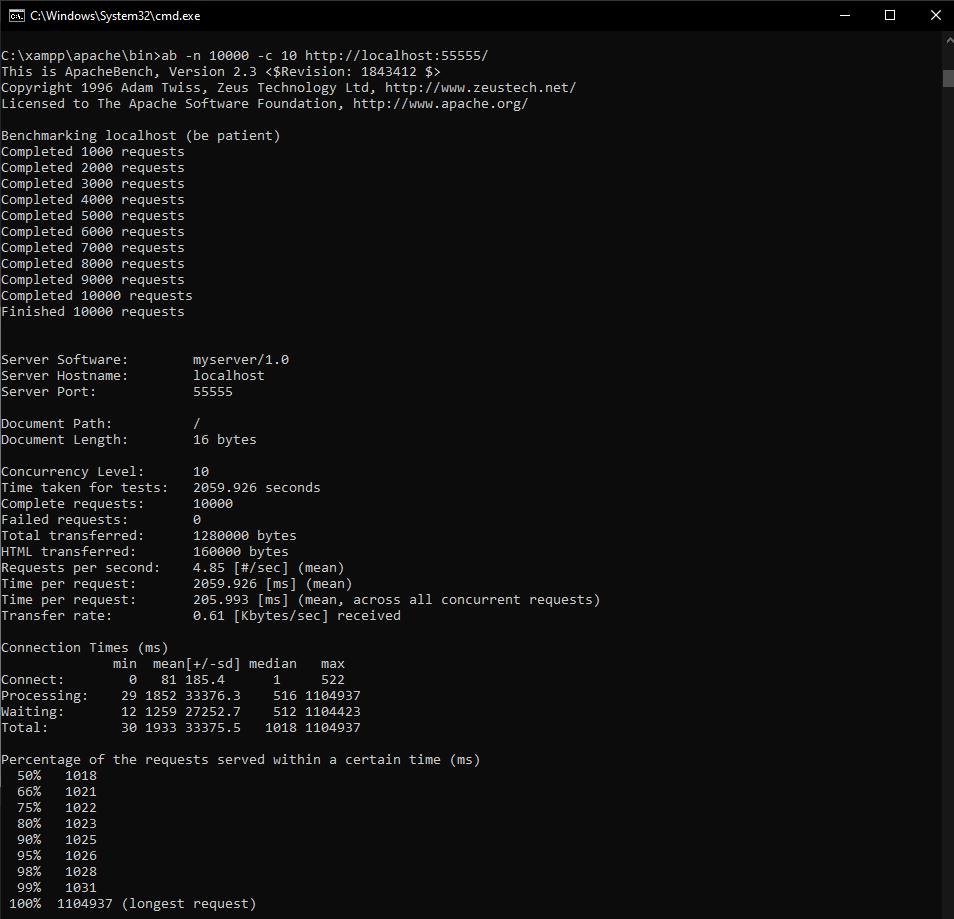 C:\Windows\System32\cmd.exe
C:\xampp\apache\bin>ab -n 10000 -c 10 http://localhost:55555/
This is ApacheBench, Version 2.3 <$Revision: 1843412 $>
Copyright 1996 Adam Twiss, Zeus Technology Ltd, http://www.zeustech.net/
Licensed to The Apache Software Foundation, http://www.apache.org/

Benchmarking localhost (be patient)
Completed 1000 requests
Completed 2000 requests
Completed 3000 requests
Completed 4000 requests
Completed 5000 requests
Completed 6000 requests
Completed 7000 requests
Completed 8000 requests
Completed 9000 requests
Completed 10000 requests
Finished 10000 requests


Server Software:        myserver/1.0
Server Hostname:        localhost
Server Port:            55555

Document Path:          /
Document Length:        16 bytes

Concurrency Level:      10
Time taken for tests:   2059.926 seconds
Complete requests:      10000
Failed requests:        0
Total transferred:      1280000 bytes
HTML transferred:       160000 bytes
Requests per second:    4.85 [#/sec] (mean)
Time per request:       2059.926 [ms] (mean)
Time per request:       205.993 [ms] (mean, across all concurrent requests)
Transfer rate:          0.61 [Kbytes/sec] received

Connection Times (ms)
              min  mean[+/-sd] median   max
Connect:        0   81 185.4      1     522
Processing:    29 1852 33376.3    516 1104937
Waiting:       12 1259 27252.7    512 1104423
Total:         30 1933 33375.5   1018 1104937

Percentage of the requests served within a certain time (ms)
  50%   1018
  66%   1021
  75%   1022
  80%   1023
  90%   1025
  95%   1026
  98%   1028
  99%   1031
 100%  1104937 (longest request)